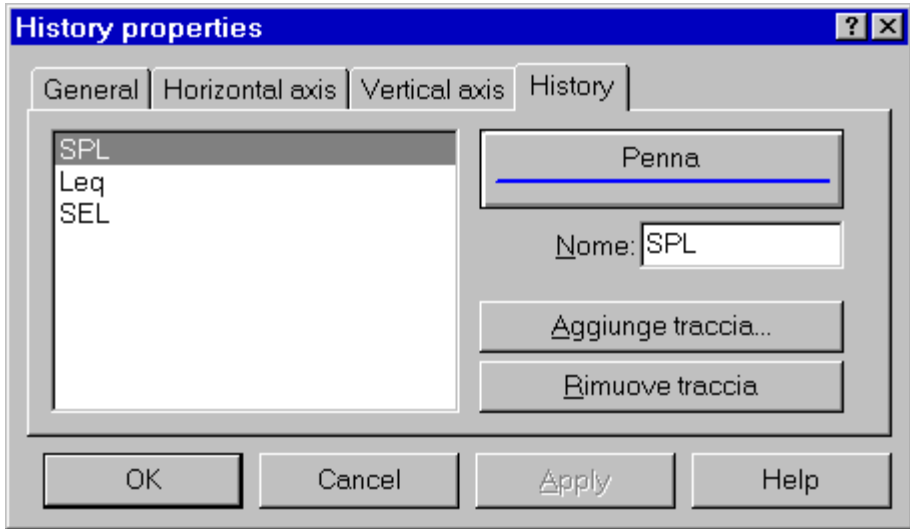 History properties
General Horizontal axis Vertical axis History
SPL
Leq
SEL
Penna
Nome: SPL
Aggiunge traccia...
Rimuove traccia
OK Cancel Apply Help